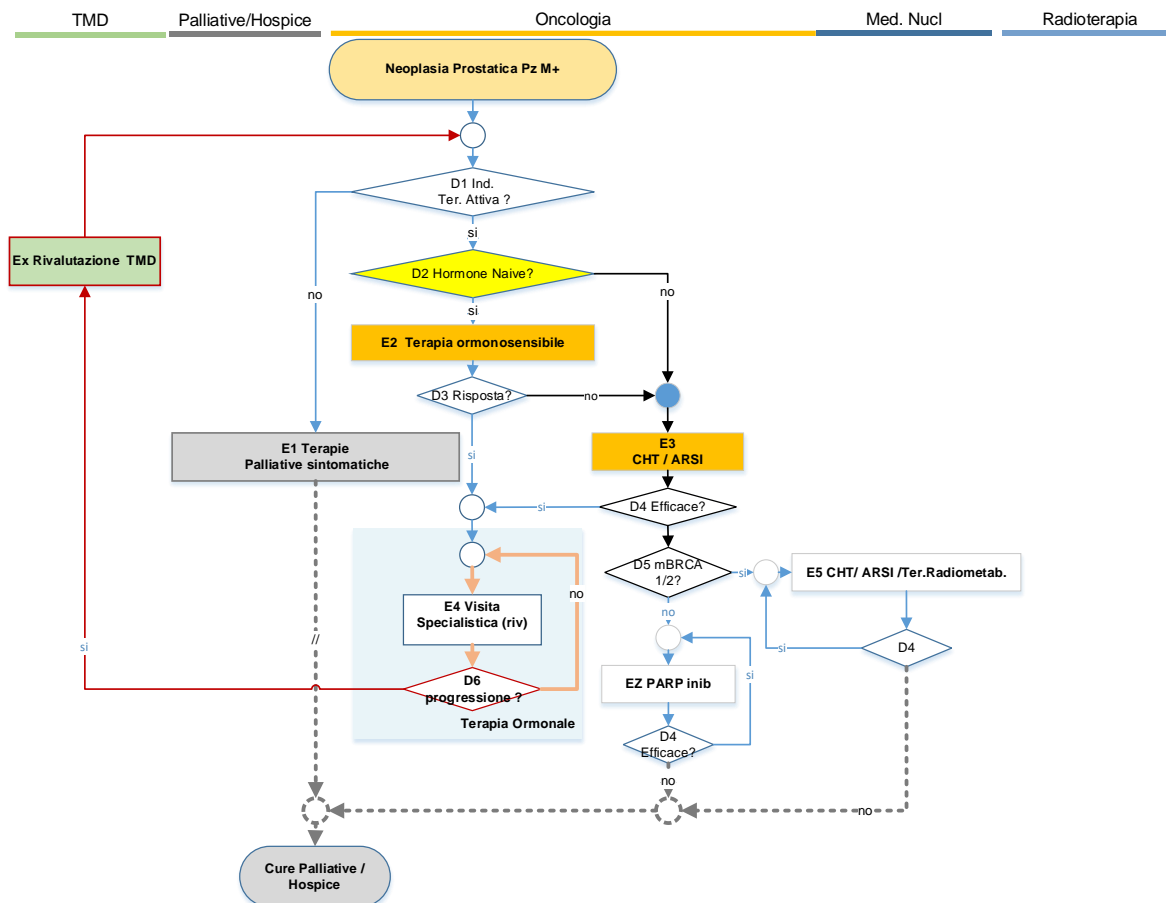 TMD
Palliative/Hospice
Oncologia
Med. Nucl
Radioterapia
Neoplasia Prostatica Pz M+
D1 Ind.
Ter. Attiva ?
si
Ex Rivalutazione TMD
D2 Hormone Naive?
no
no
si
E2 Terapia ormonosensibile
D3 Risposta?
no
E1 Terapie
Palliative sintomatiche
si
E3
CHT / ARSI
D4 Efficace?
si
D5 mBRCA
1/2?
si
E5 CHT/ ARSI /Ter.Radiometab.
no
E4 Visita
Specialistica (riv)
no
//
si
D4
si
si
EZ PARP inib
D6
progressione ?
Terapia Ormonale
D4
Efficace?
no
no
Cure Palliative /
Hospice